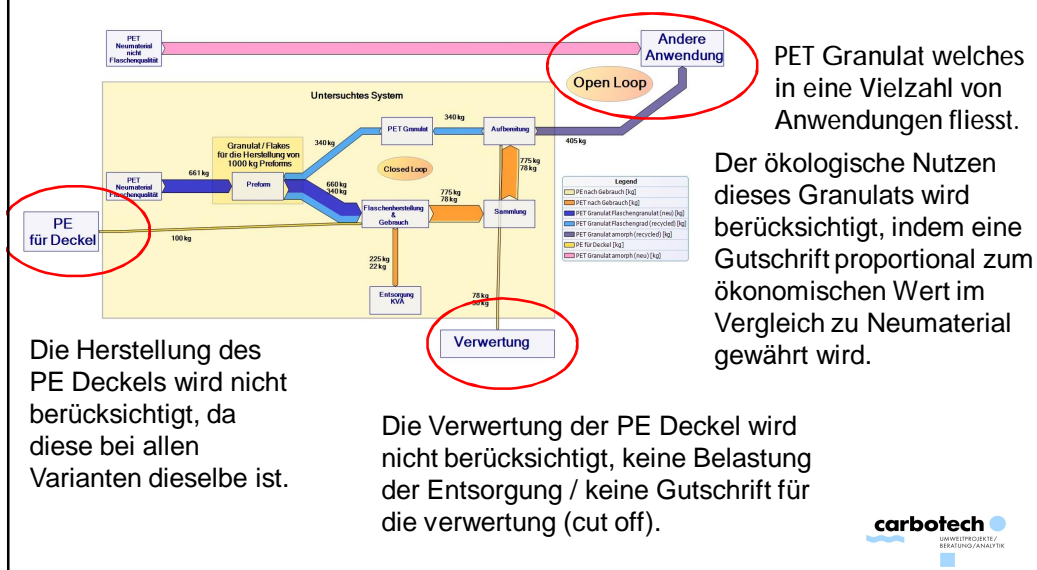 PET
Neumaterial
nicht
Flaschenqualität
Andere
Anwendung
Open Loop
Untersuchtes System
340 kg
PET Granulat
340 kg
Aufbereitung
405 kg
Granulat / Flakes
für die Herstellung von
1000 kg Preforms
Closed Loop
775 kg
78 kg
PET
Neumaterial
Flaschenqualität
661 kg
Preform
660 kg
340 kg
Flaschenherstellung
&
Gebrauch
775 kg
78 kg
Sammlung
PE
für Deckel
100 kg
225 kg
22 kg
Entsorgung
KVA
78 kg
Verwertung
Legend
PE nach Gebrauch [kg]
PET nach Gebrauch [kg]
PET Granulat Flaschengranulat (neu) [kg]
PET Granulat Flaschengrad (recycled) [kg]
PET Granulat amorph (recycled) [kg]
PE für Deckel [kg]
PET Granulat amorph (neu) [kg]
PET Granulat welches
in eine Vielzahl von
Anwendungen fliesst.
Der ökologische Nutzen
dieses Granulats wird
berücksichtigt, indem eine
Gutschrift proportional zum
ökonomischen Wert im
Vergleich zu Neumaterial
gewährt wird.
Die Herstellung des
PE Deckels wird nicht
berücksichtigt, da
diese bei allen
Varianten dieselbe ist.
Die Verwertung der PE Deckel wird
nicht berücksichtigt, keine Belastung
der Entsorgung / keine Gutschrift für
die verwertung (cut off).
carbotech
UMWELTPROJEKTE/
BERATUNG/ANALYTIK